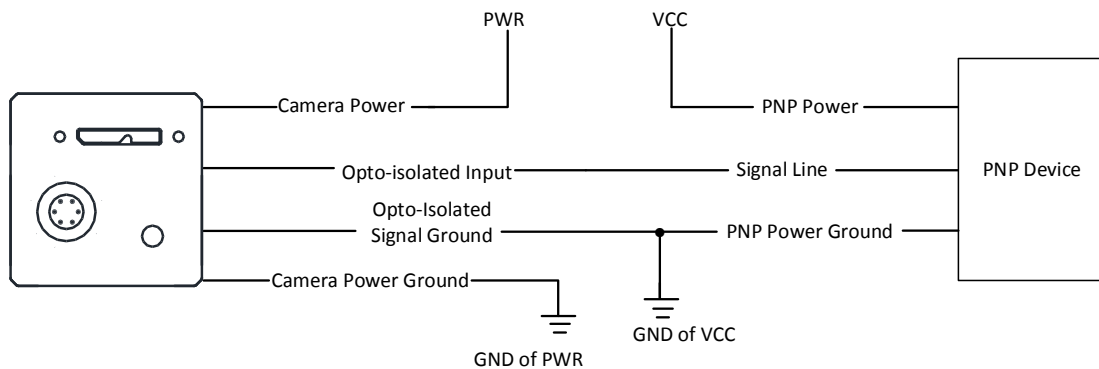 PWR
VCC
Camera Power
PNP Power
Opto-isolated Input
Signal Line
PNP Device
Opto-Isolated
Signal Ground
PNP Power Ground
Camera Power Ground
GND of VCC
GND of PWR